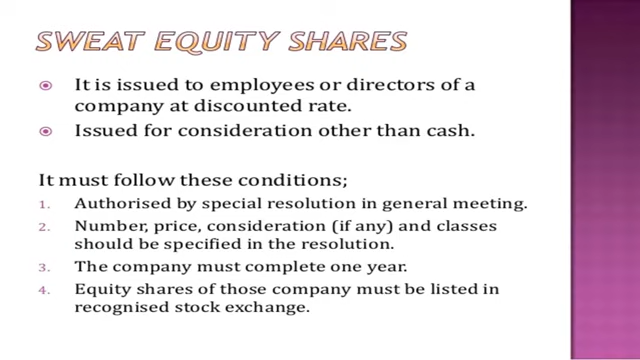 SWEAT EQUITY SHARES
It is issued to employees or directors of a
company at discounted rate.
Issued for consideration other than cash.
It must follow these conditions;
1. Authorised by special resolution in general meeting.
2. Number, price, consideration (if any) and classes
should be specified in the resolution.
3. The company must complete one year.
4. Equity shares of those company must be listed in
recognised stock exchange.